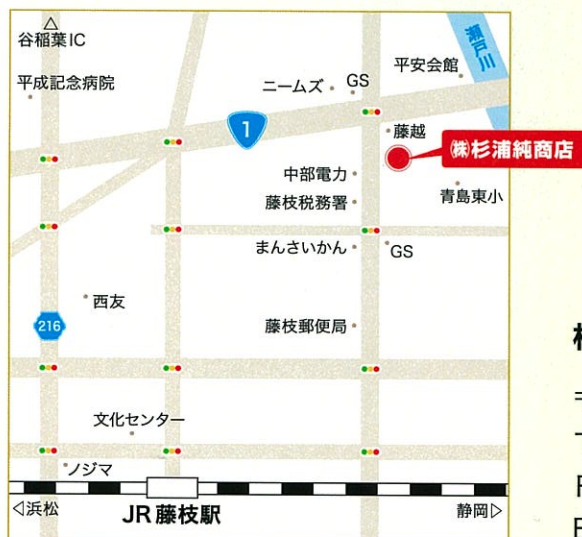 △
谷稲葉IC
平成記念病院
瀬戸川
平安会館
ニームズ
GS
1
藤越
㈱杉浦純商店
中部電力
藤枝税務署
青島東小
まんさいかん
GS
西友
216
藤枝郵便局
文化センター
ノジマ
◁浜松
JR藤枝駅
静岡▷